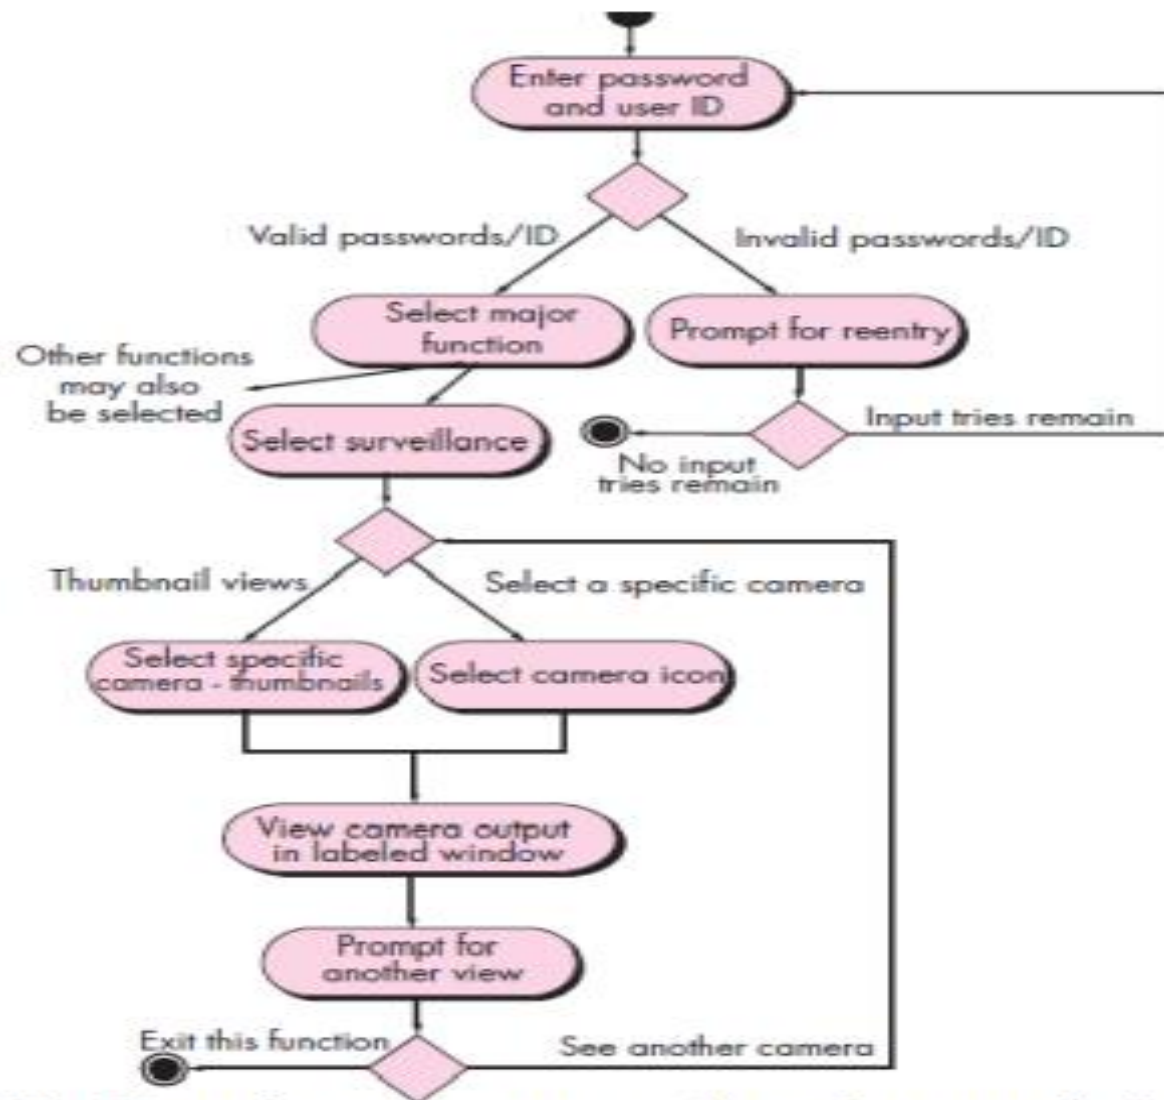 Enter password
and user ID
Valid passwords/ID
Invalid passwords/ID
Select major
function
Prompt for reentry
Other functions
may also
be selected
Select surveillance
Input tries remain
No input
tries remain
Thumbnail views
Select a specific camera
Select specific
camera - thumbnails
Select camera icon
View camera output
in labeled window
Prompt for
another view
Exit this function
See another camera